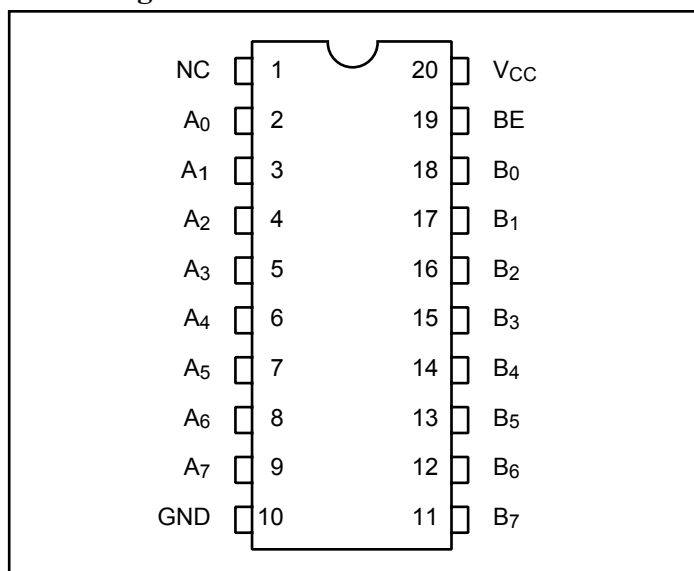 NC 1 20 VCC
A0 2 19 BE
A1 3 18 B0
A2 4 17 B1
A3 5 16 B2
A4 6 15 B3
A5 7 14 B4
A6 8 13 B5
A7 9 12 B6
GND 10 11 B7